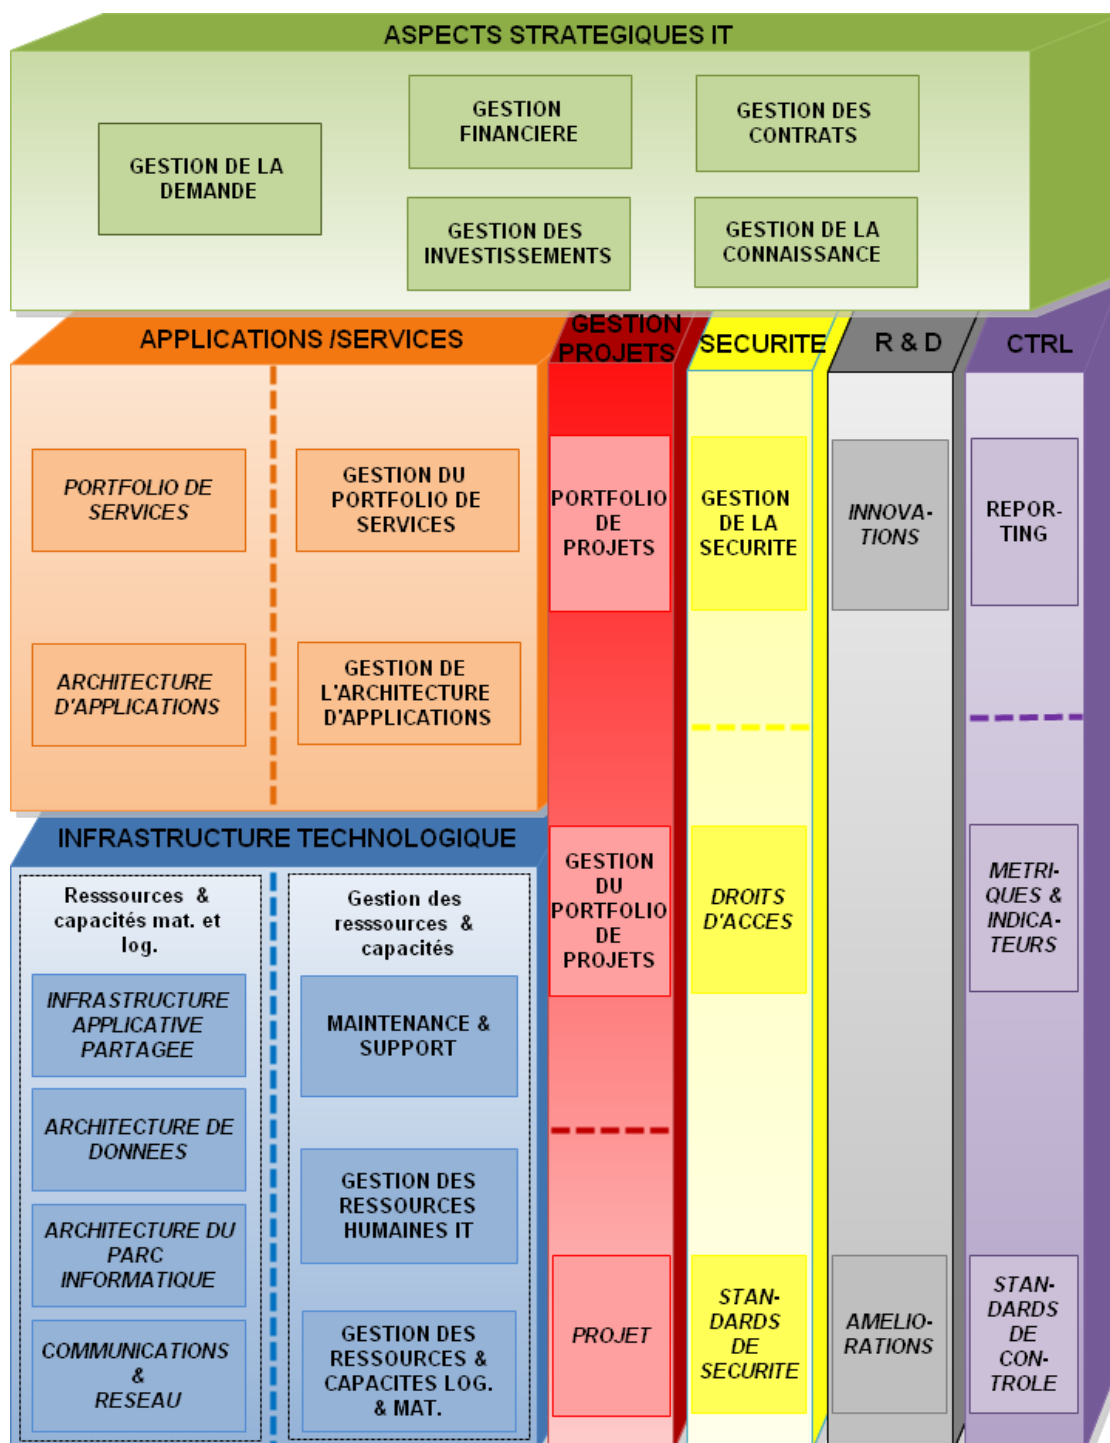 ASPECTS STRATEGIQUES IT
GESTION DE LA
DEMANDE
GESTION
FINANCIERE
GESTION DES
CONTRATS
GESTION DES
INVESTISSEMENTS
GESTION DE LA
CONNAISSANCE
APPLICATIONS /SERVICES
PORTFOLIO DE
SERVICES
GESTION DU
PORTFOLIO DE
SERVICES
ARCHITECTURE
D'APPLICATIONS
GESTION DE
L'ARCHITECTURE
D'APPLICATIONS
INFRASTRUCTURE TECHNOLOGIQUE
Resssources &
capacités mat. et
log.
INFRASTRUCTURE
APPLICATIVE
PARTAGEE
ARCHITECTURE DE
DONNEES
ARCHITECTURE DU
PARC
INFORMATIQUE
COMMUNICATIONS
&
RESEAU
Gestion des
resssources &
capacités
MAINTENANCE &
SUPPORT
GESTION DES
RESSOURCES
HUMAINES IT
GESTION DES
RESSOURCES &
CAPACITES LOG.
& MAT.
GESTION
PROJETS
PORTFOLIO
DE
PROJETS
GESTION
DU
PORTFOLIO
DE
PROJETS
PROJET
SECURITE
GESTION
DE LA
SECURITE
DROITS
D'ACCES
STAN-
DARDS
DE
SECURITE
R & D
INNOVA-
TIONS
AMELIO-
RATIONS
CTRL
REPOR-
TING
METRI-
QUES &
INDICA-
TEURS
STAN-
DARDS
DE
CON-
TROLE